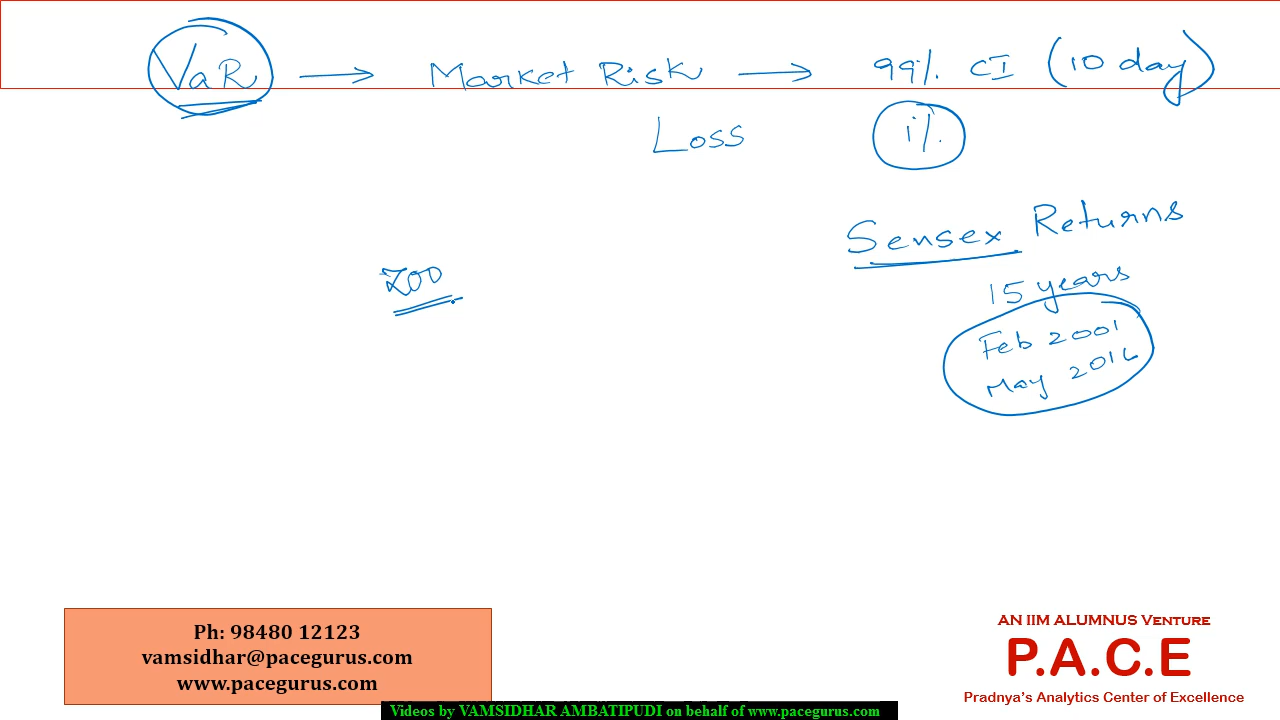 VaR → Market Risk → 99% CI (10 day)
Loss 1%
Sensex Returns
15 years
Feb 2001
May 2016
Ph: 98480 12123
vamsidhar@pacegurus.com
www.pacegurus.com
AN IIM ALUMNUS VENTURE
P.A.C.E
Pradnya's Analytics Center of Excellence
Videos by VAMSIDHAR AMBATIPUDI on behalf of www.pacegurus.com